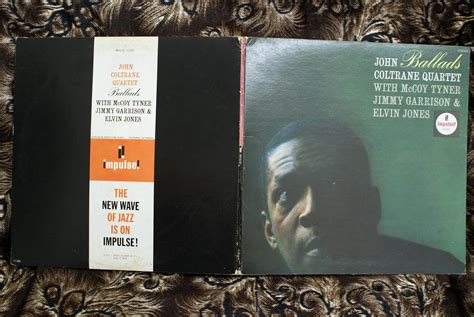 JOHN
COLTRANE
QUARTET
Ballads
WITH McCOY TYNER
JIMMY GARRISON &
ELVIN JONES
impulse!
THE
NEW WAVE
OF JAZZ
IS ON
IMPULSE!
JOHN Ballads
COLTRANE QUARTET
WITH McCOY TYNER
JIMMY GARRISON &
ELVIN JONES
impulse!